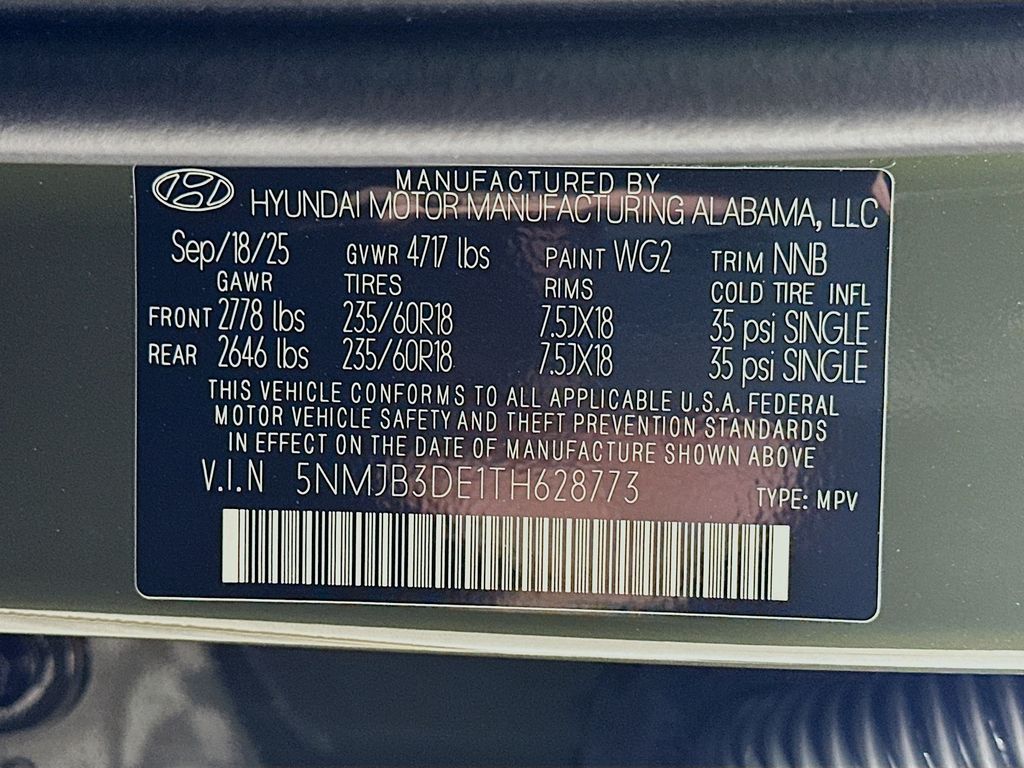 MANUFACTURED BY
HYUNDAI MOTOR MANUFACTURING ALABAMA, LLC
Sep/18/25 GVWR 4717 lbs PAINT WG2 TRIM NNB
GAWR TIRES RIMS COLD TIRE INFL
FRONT 2778 lbs 235/60R18 7.5JX18 35 psi SINGLE
REAR 2646 lbs 235/60R18 7.5JX18 35 psi SINGLE
THIS VEHICLE CONFORMS TO ALL APPLICABLE U.S.A. FEDERAL
MOTOR VEHICLE SAFETY AND THEFT PREVENTION STANDARDS
IN EFFECT ON THE DATE OF MANUFACTURE SHOWN ABOVE
V.I.N 5NMJB3DE1TH628773 TYPE: MPV